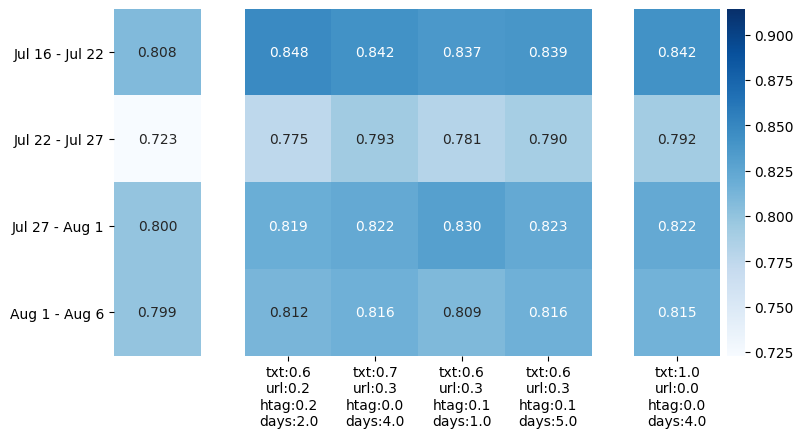 Jul 16 - Jul 22 0.808 0.848 0.842 0.837 0.839 0.842
Jul 22 - Jul 27 0.723 0.775 0.793 0.781 0.790 0.792
Jul 27 - Aug 1 0.800 0.819 0.822 0.830 0.823 0.822
Aug 1 - Aug 6 0.799 0.812 0.816 0.809 0.816 0.815
txt:0.6 txt:0.7 txt:0.6 txt:0.6 txt:1.0
url:0.2 url:0.3 url:0.3 url:0.3 url:0.0
htag:0.2 htag:0.0 htag:0.1 htag:0.1 htag:0.0
days:2.0 days:4.0 days:1.0 days:5.0 days:4.0
0.900
0.875
0.850
0.825
0.800
0.775
0.750
0.725